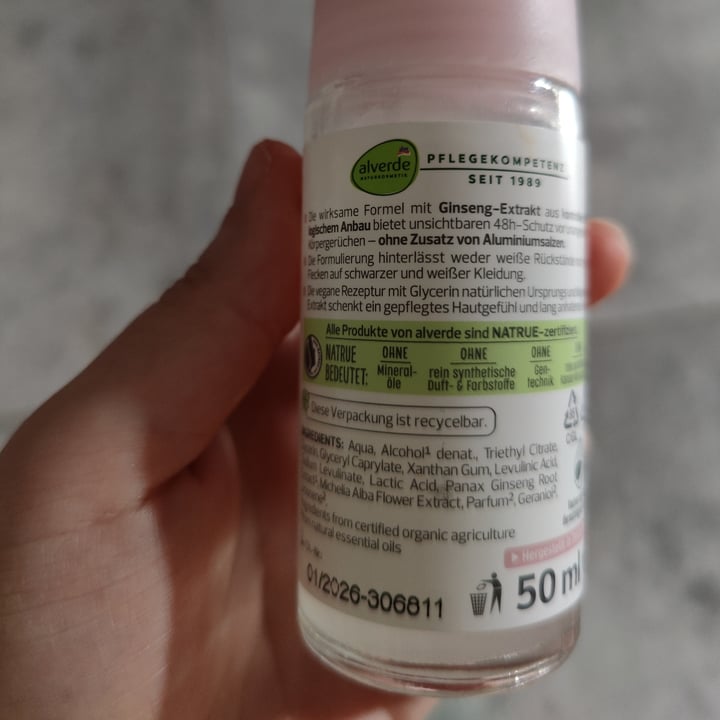 alverde
NATURKOSMETIK
PFLEGEKOMPETENZ
SEIT 1989
Die wirksame Formel mit Ginseng-Extrakt aus
logischem Anbau bietet unsichtbaren 48h-Schutz vor
Körpergerüchen – ohne Zusatz von Aluminiumsalzen.
Die Formulierung hinterlässt weder weiße Rückstände
Flecken auf schwarzer und weißer Kleidung.
Die vegane Rezeptur mit Glycerin natürlichen Ursprungs
Extrakt schenkt ein gepflegtes Hautgefühl und lang
Alle Produkte von alverde sind NATRUE-zertifiziert.
NATRUE
BEDEUTET:
OHNE
Mineral-
öle
OHNE
rein synthetische
Duft- & Farbstoffe
OHNE
Gen-
technik
Diese Verpackung ist recycelbar.
INGREDIENTS: Aqua, Alcohol¹ denat., Triethyl Citrate,
Glyceryl Caprylate, Xanthan Gum, Levulinic Acid,
Levulinate, Lactic Acid, Panax Ginseng Root
Michelia Alba Flower Extract, Parfum², Geraniol²,
ingredients from certified organic agriculture
natural essential oils
01/2026-306811
50 ml